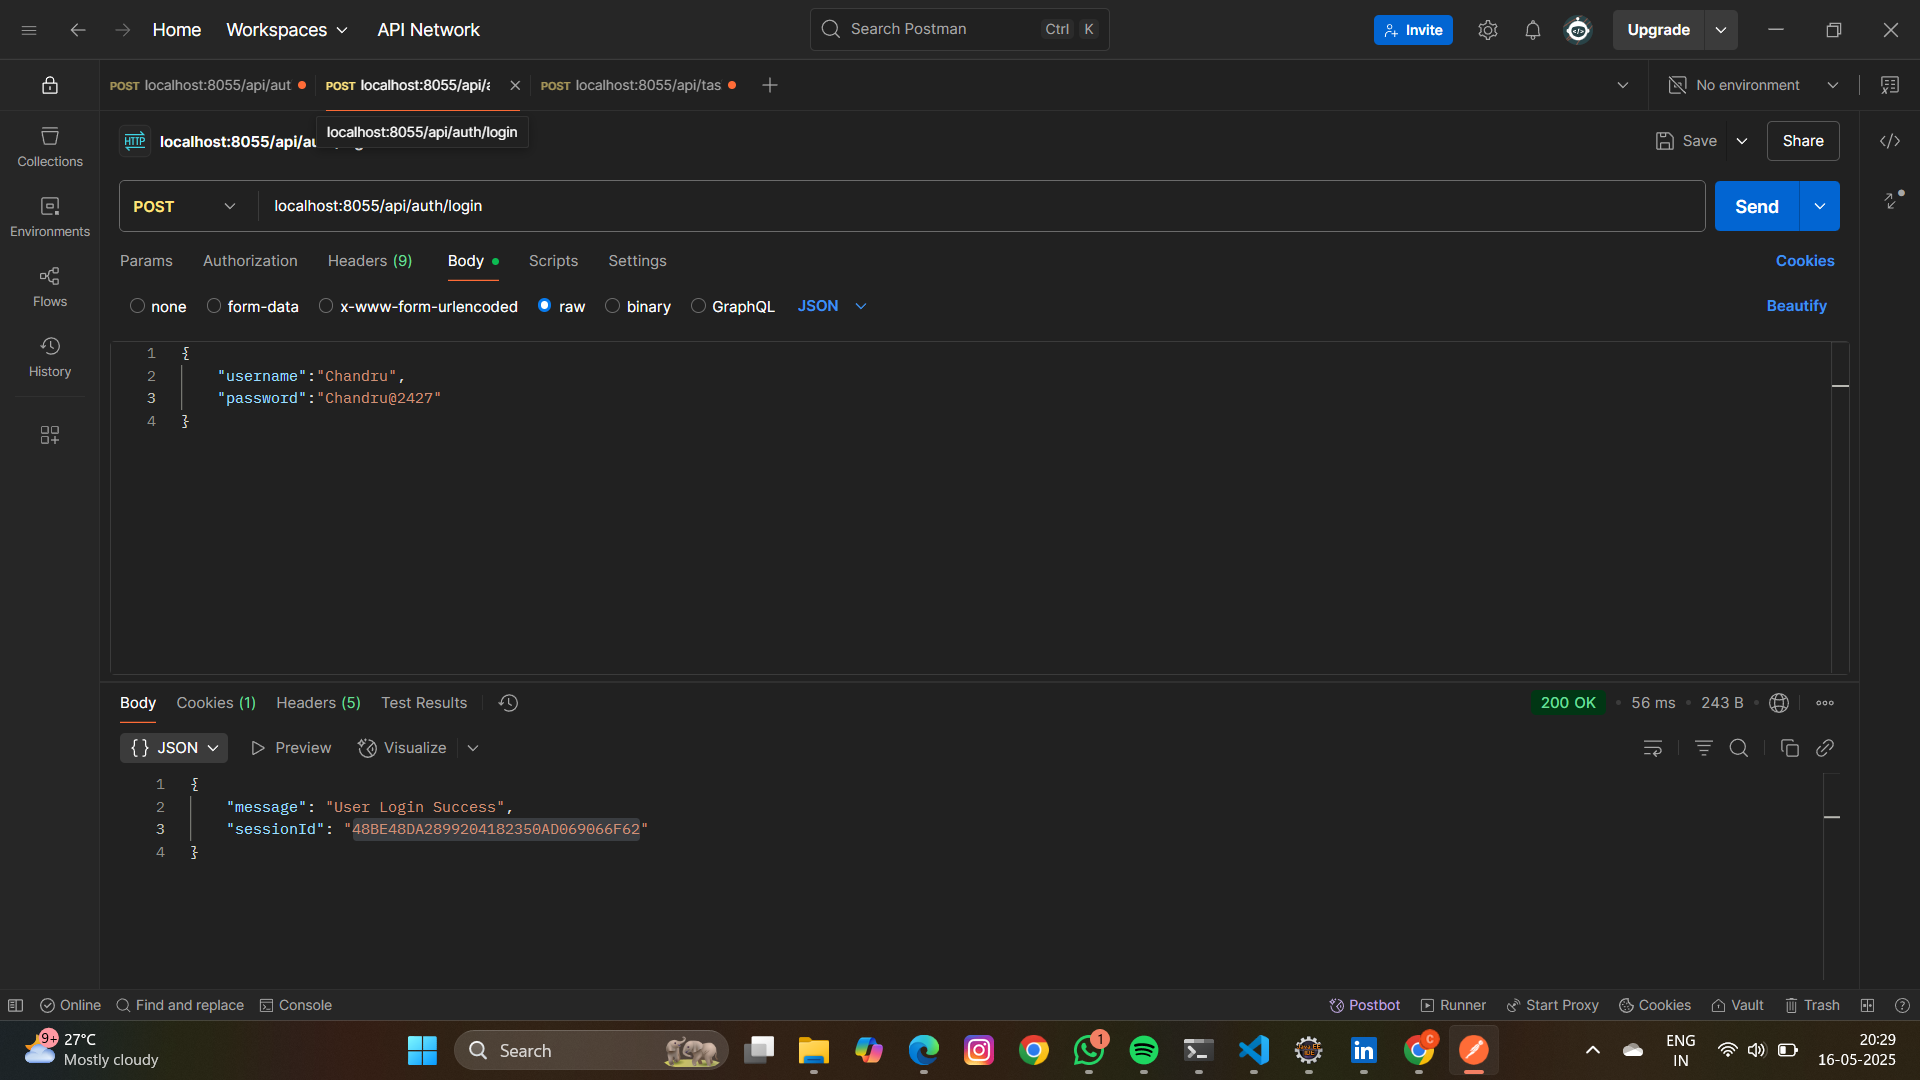 Home Workspaces API Network Search Postman Ctrl K Invite Upgrade
POST localhost:8055/api/aut POST localhost:8055/api/a POST localhost:8055/api/tas No environment
localhost:8055/api/auth/login
HTTP localhost:8055/api/au Save Share
POST localhost:8055/api/auth/login Send
Params Authorization Headers (9) Body Scripts Settings Cookies
none form-data x-www-form-urlencoded raw binary GraphQL JSON Beautify
Collections
Environments
Flows
History
1 {
2 "username":"Chandru",
3 "password":"Chandru@2427"
4 }
Body Cookies (1) Headers (5) Test Results 200 OK • 56 ms • 243 B
{} JSON Preview Visualize
1 {
2 "message": "User Login Success",
3 "sessionId": "48BE48DA2899204182350AD069066F62"
4 }
Online Find and replace Console Postbot Runner Start Proxy Cookies Vault Trash
9+ 27°C
Mostly cloudy
Search
1
C
ENG
IN
20:29
16-05-2025